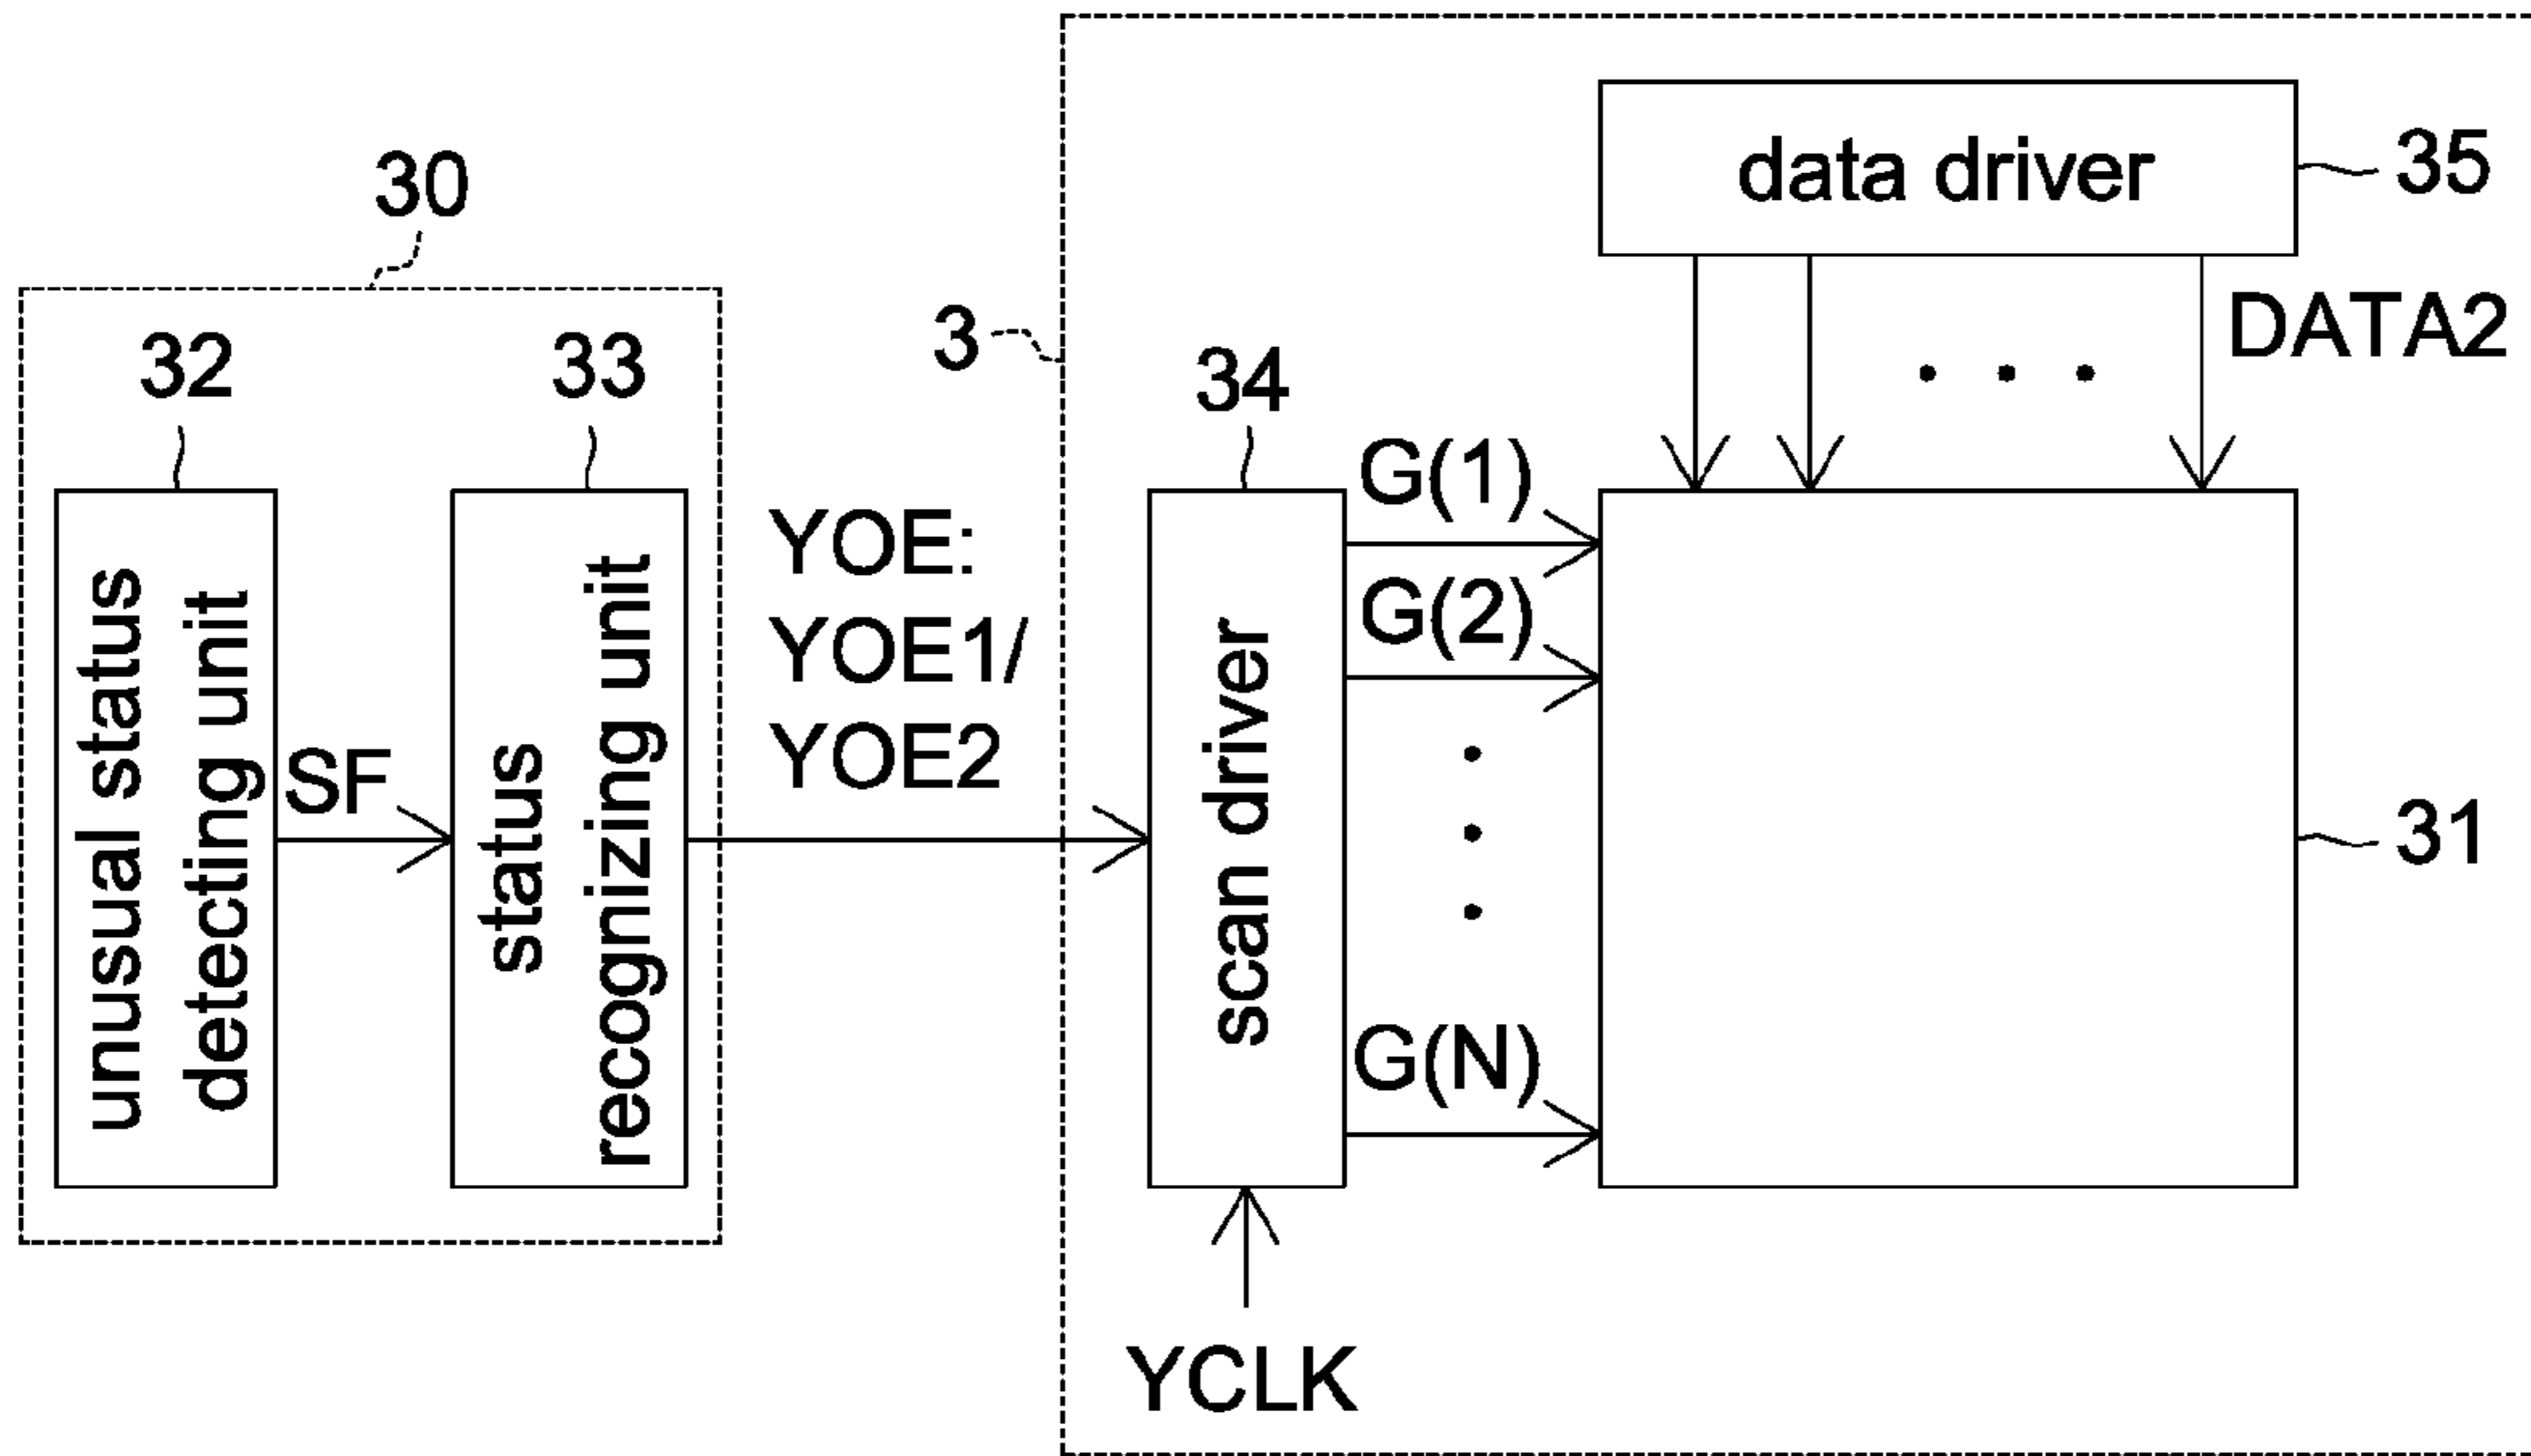 30
32
33
unusual status
detecting unit
SF
status
recognizing unit
YOE:
YOE1/
YOE2
3
34
scan driver
YCLK
G(1)
G(2)
G(N)
data driver
35
DATA2
31